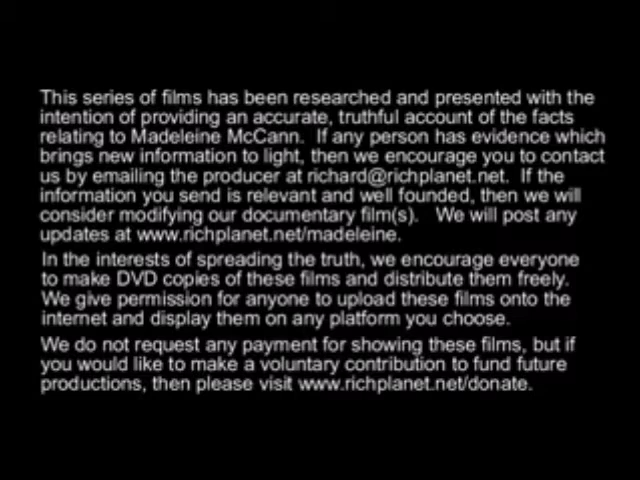 This series of films has been researched and presented with the
intention of providing an accurate, truthful account of the facts
relating to Madeleine McCann.  If any person has evidence which
brings new information to light, then we encourage you to contact
us by emailing the producer at richard@richplanet.net.  If the
information you send is relevant and well founded, then we will
consider modifying our documentary film(s).   We will post any
updates at www.richplanet.net/madeleine.
In the interests of spreading the truth, we encourage everyone
to make DVD copies of these films and distribute them freely.
We give permission for anyone to upload these films onto the
internet and display them on any platform you choose.
We do not request any payment for showing these films, but if
you would like to make a voluntary contribution to fund future
productions, then please visit www.richplanet.net/donate.